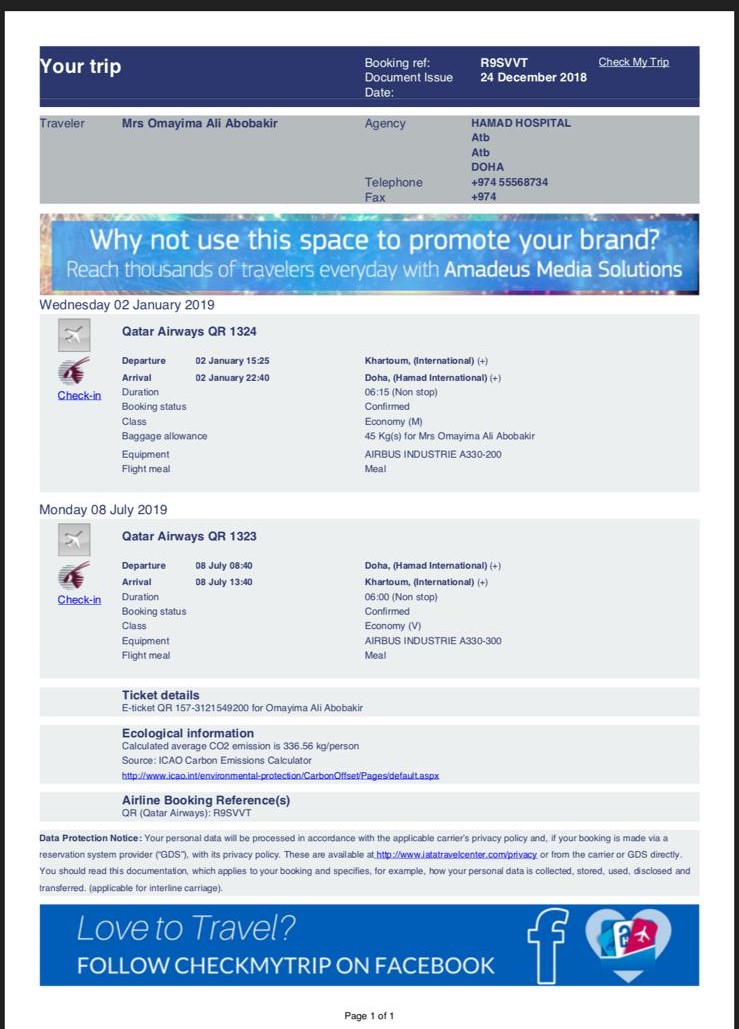 Your trip
Booking ref: R9SVVT Check My Trip
Document Issue 24 December 2018
Date:
Traveler Mrs Omayima Ali Abobakir Agency HAMAD HOSPITAL
Atb
Atb
DOHA
Telephone +974 55568734
Fax +974
Why not use this space to promote your brand?
Reach thousands of travelers everyday with Amadeus Media Solutions
Wednesday 02 January 2019
Qatar Airways QR 1324
Departure 02 January 15:25 Khartoum, (International) (+)
Arrival 02 January 22:40 Doha, (Hamad International) (+)
Check-in
Duration 06:15 (Non stop)
Booking status Confirmed
Class Economy (M)
Baggage allowance 45 Kg(s) for Mrs Omayima Ali Abobakir
Equipment AIRBUS INDUSTRIE A330-200
Flight meal Meal
Monday 08 July 2019
Qatar Airways QR 1323
Departure 08 July 08:40 Doha, (Hamad International) (+)
Arrival 08 July 13:40 Khartoum, (International) (+)
Check-in
Duration 06:00 (Non stop)
Booking status Confirmed
Class Economy (V)
Equipment AIRBUS INDUSTRIE A330-300
Flight meal Meal
Ticket details
E-ticket QR 157-3121549200 for Omayima Ali Abobakir
Ecological information
Calculated average CO2 emission is 336.56 kg/person
Source: ICAO Carbon Emissions Calculator
http://www.icao.int/environmental-protection/CarbonOffset/Pages/default.aspx
Airline Booking Reference(s)
QR (Qatar Airways): R9SVVT
Data Protection Notice: Your personal data will be processed in accordance with the applicable carrier's privacy policy and, if your booking is made via a
reservation system provider ("GDS"), with its privacy policy. These are available at http://www.iatatravelcenter.com/privacy or from the carrier or GDS directly.
You should read this documentation, which applies to your booking and specifies, for example, how your personal data is collected, stored, used, disclosed and
transferred. (applicable for interline carriage).
Love to Travel?
FOLLOW CHECKMYTRIP ON FACEBOOK
Page 1 of 1